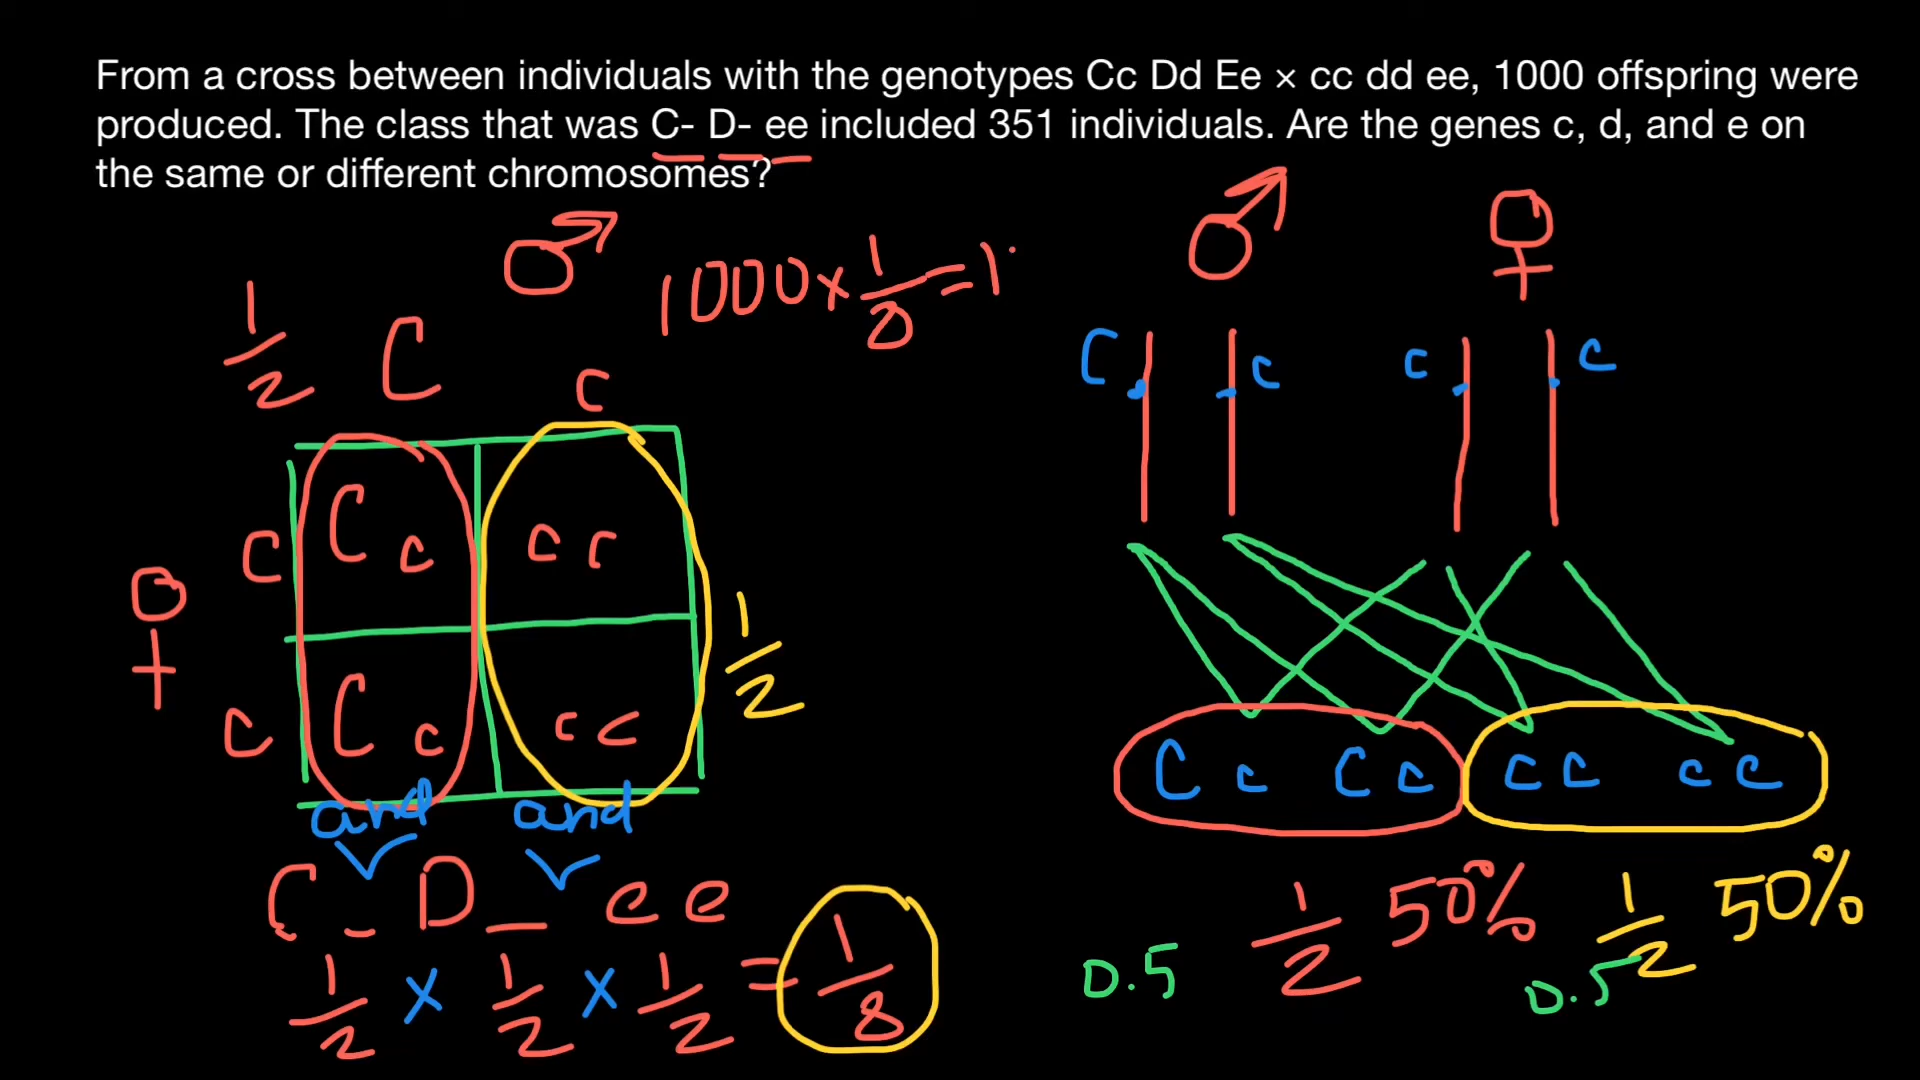 From a cross between individuals with the genotypes Cc Dd Ee × cc dd ee, 1000 offspring were
produced. The class that was C- D- ee included 351 individuals. Are the genes c, d, and e on
the same or different chromosomes?
♂ ♂ ♀
1000 × 1/8 = 1
1/2 C c
C c c c
c Cc cc
♀
1/2
c Cc cc
and and
Cc Cc cc cc
C_ D_ ee
1/2 × 1/2 × 1/2 = 1/8
1/2 50% 1/2 50%
0.5 0.5